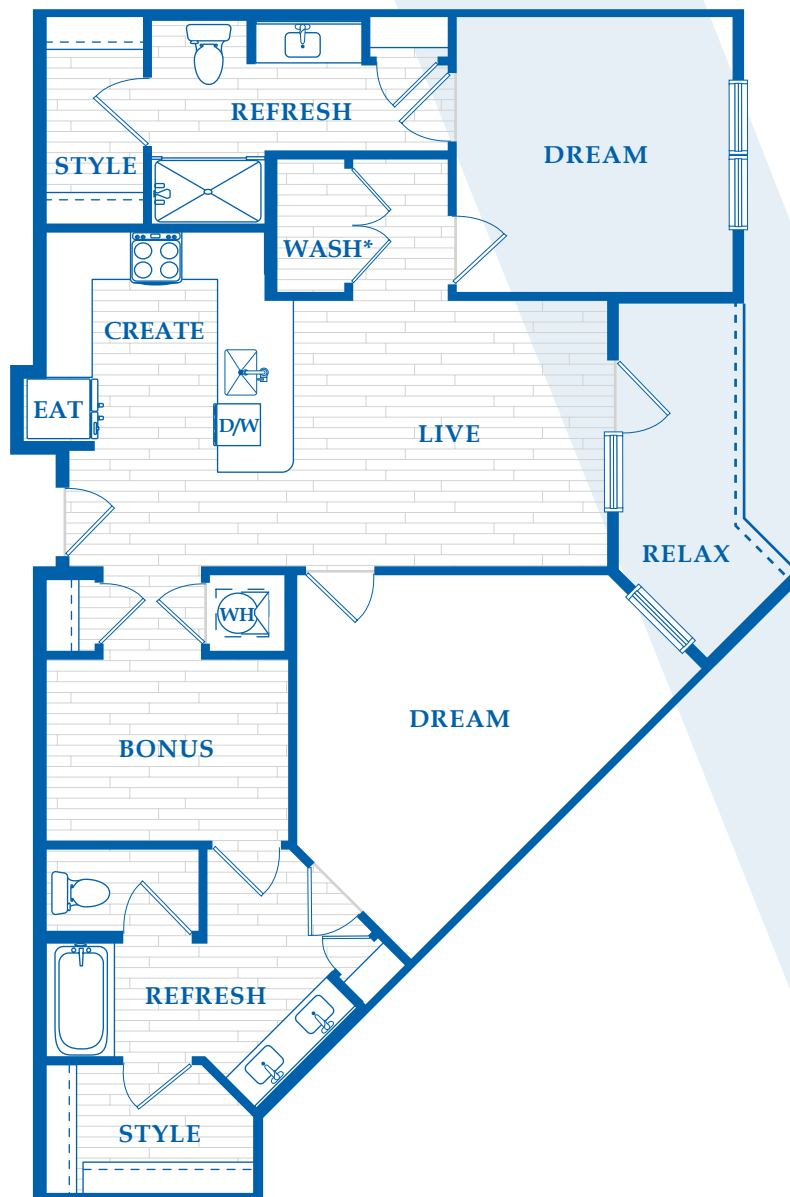 REFRESH
DREAM
STYLE
WASH*
CREATE
EAT
D/W
LIVE
RELAX
WH
DREAM
BONUS
REFRESH
STYLE